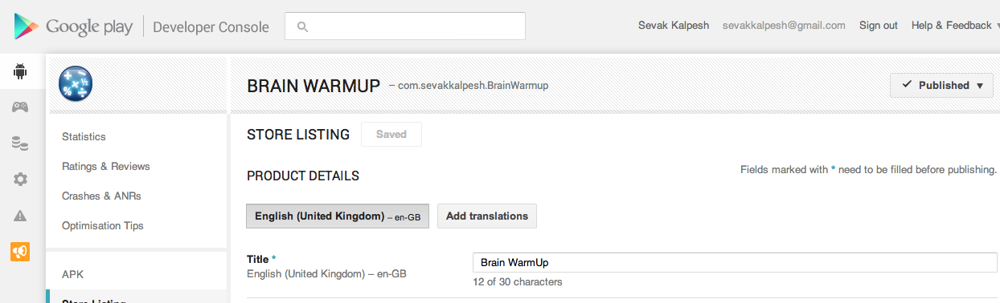 Google play Developer Console Sevak Kalpesh sevakkalpesh@gmail.com Sign out Help & Feedback
BRAIN WARMUP – com.sevakkalpesh.BrainWarmup Published
Statistics
Ratings & Reviews
Crashes & ANRs
Optimisation Tips
APK
Store Listing
STORE LISTING Saved
Fields marked with * need to be filled before publishing.
PRODUCT DETAILS
English (United Kingdom) – en-GB Add translations
Title * Brain WarmUp
English (United Kingdom) – en-GB 12 of 30 characters